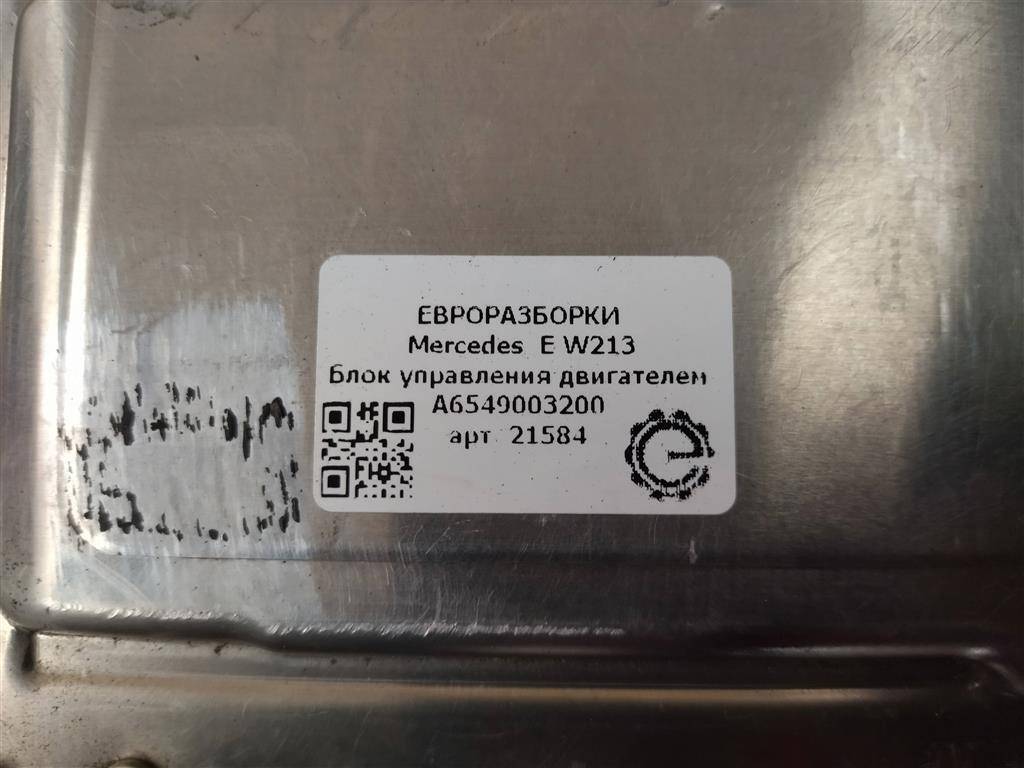 ЕВРОРАЗБОРКИ
Mercedes E W213
Блок управления двигателем
A6549003200
арт 21584